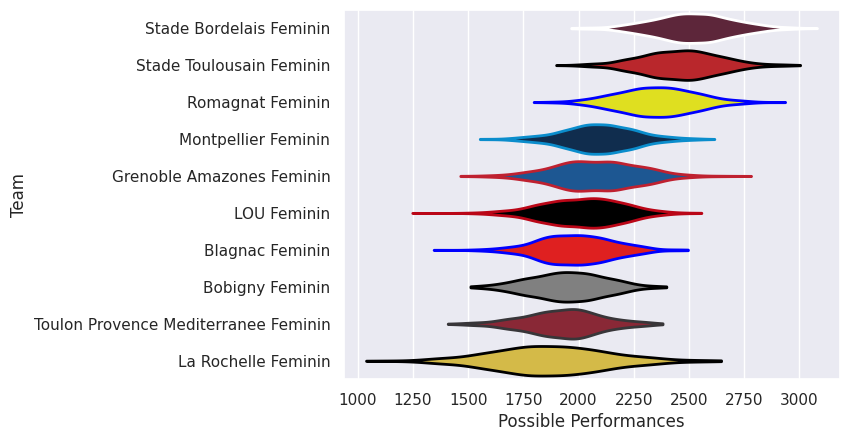 Team
Stade Bordelais Feminin
Stade Toulousain Feminin
Romagnat Feminin
Montpellier Feminin
Grenoble Amazones Feminin
LOU Feminin
Blagnac Feminin
Bobigny Feminin
Toulon Provence Mediterranee Feminin
La Rochelle Feminin
1000 1250 1500 1750 2000 2250 2500 2750 3000
Possible Performances